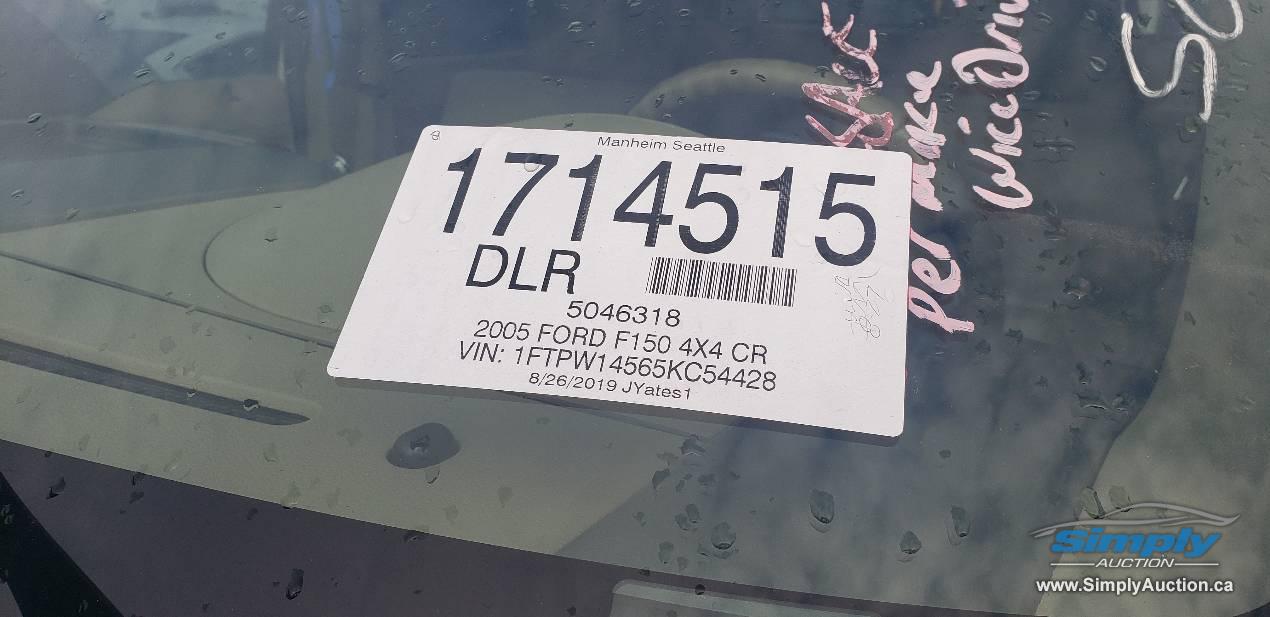 Manheim Seattle
1714515
DLR
5046318
2005 FORD F150 4X4 CR
VIN: 1FTPW14565KC54428
8/26/2019 JYates1
Per
Simply
AUCTION
www.SimplyAuction.ca